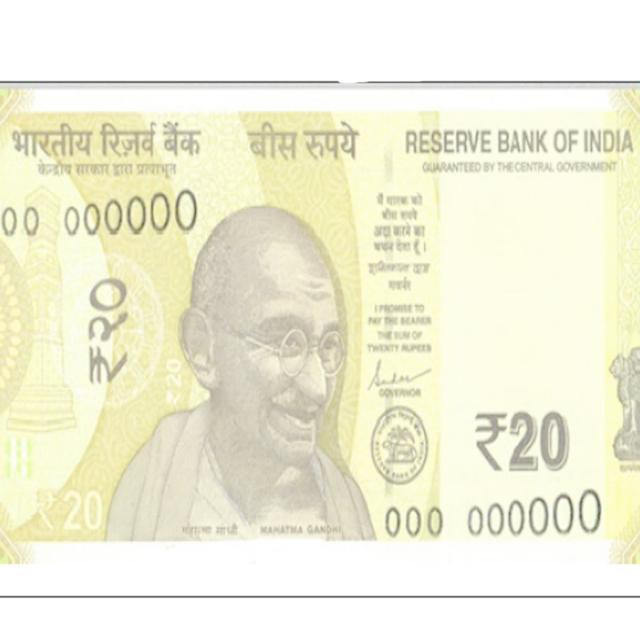 भारतीय रिज़र्व बैंक
केन्द्रीय सरकार द्वारा प्रत्याभूत
बीस रुपये
RESERVE BANK OF INDIA
GUARANTEED BY THE CENTRAL GOVERNMENT
00 000000
₹२०
₹20
मैं धारक को
बीस रुपये
अदा करने का
वचन देता हूँ ।
गवर्नर
I PROMISE TO
PAY THE BEARER
THE SUM OF
TWENTY RUPEES
GOVERNOR
₹20
₹20
महात्मा गांधी
MAHATMA GANDHI
000 000000